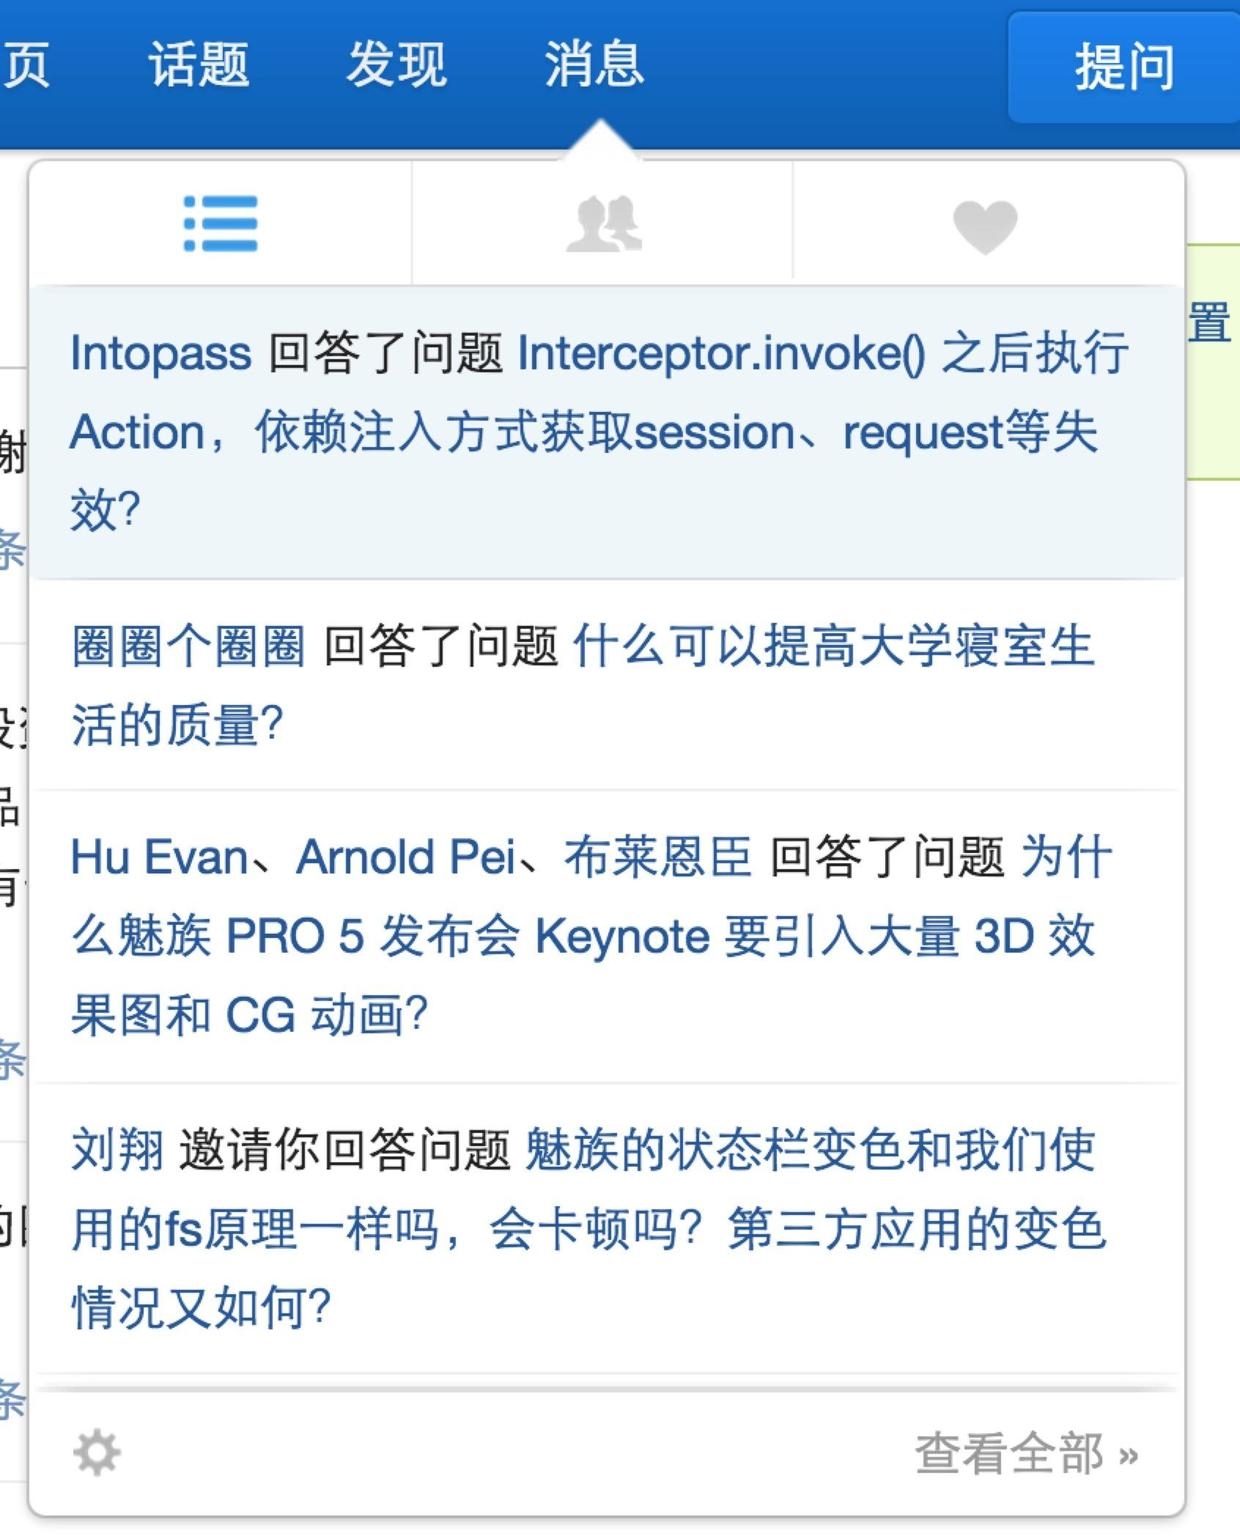 页 话题 发现 消息 提问
Intopass 回答了问题 Interceptor.invoke() 之后执行
Action，依赖注入方式获取session、request等失
效？
圈圈个圈圈 回答了问题 什么可以提高大学寝室生
活的质量？
Hu Evan、Arnold Pei、布莱恩臣 回答了问题 为什
么魅族 PRO 5 发布会 Keynote 要引入大量 3D 效
果图和 CG 动画？
刘翔 邀请你回答问题 魅族的状态栏变色和我们使
用的fs原理一样吗，会卡顿吗？第三方应用的变色
情况又如何？
查看全部 »
置
条
品
有
条
条